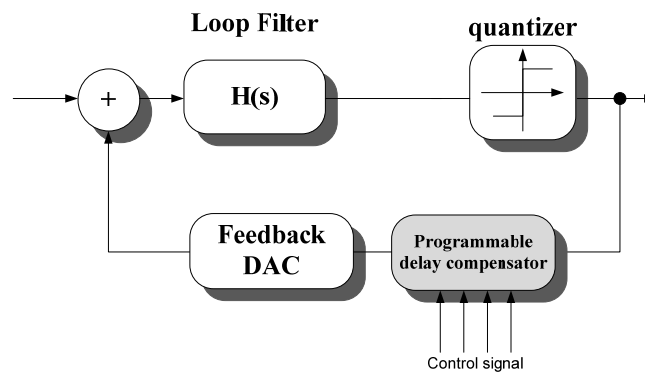 Loop Filter
quantizer
+
H(s)
Feedback
DAC
Programmable
delay compensator
Control signal